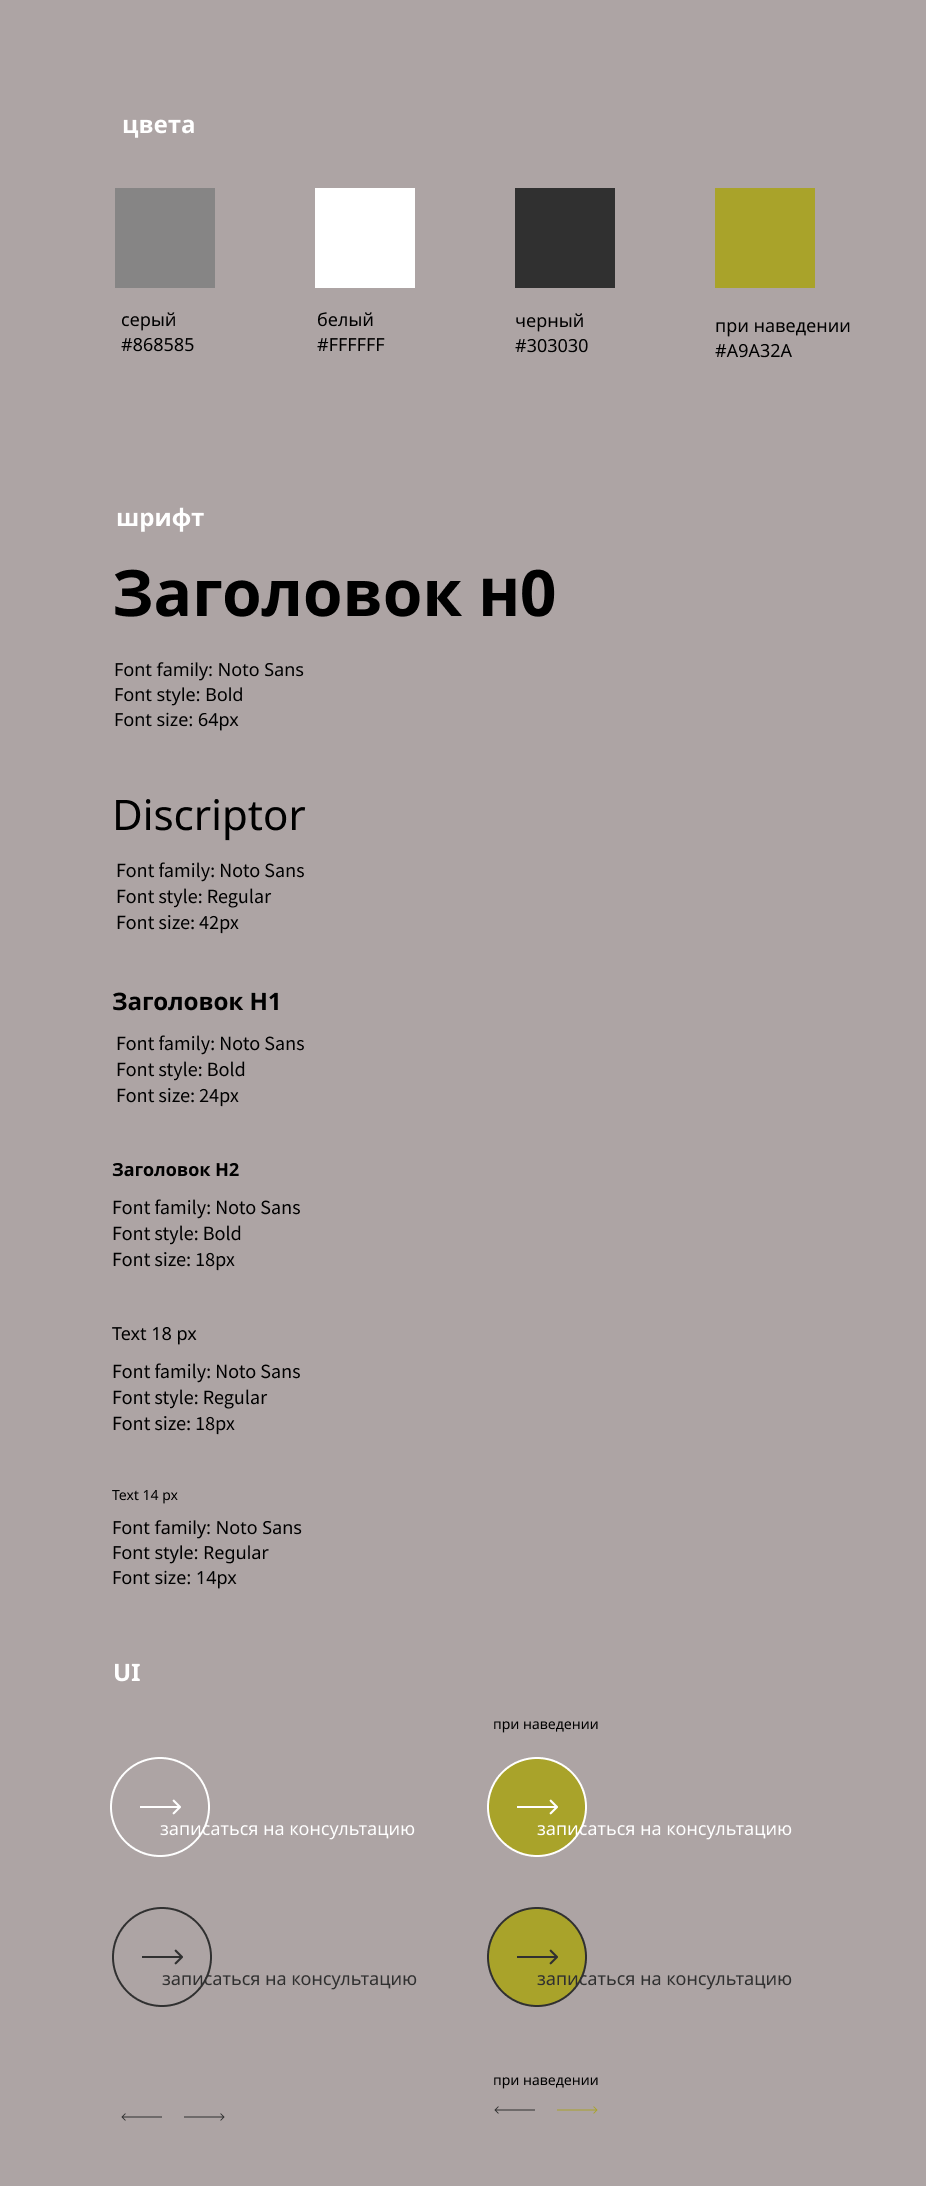 цвета
серый
#868585
белый
#FFFFFF
черный
#303030
при наведении
#A9A32A
шрифт
Заголовок н0
Font family: Noto Sans
Font style: Bold
Font size: 64px
Discriptor
Font family: Noto Sans
Font style: Regular
Font size: 42px
Заголовок H1
Font family: Noto Sans
Font style: Bold
Font size: 24px
Заголовок H2
Font family: Noto Sans
Font style: Bold
Font size: 18px
Text 18 px
Font family: Noto Sans
Font style: Regular
Font size: 18px
Text 14 px
Font family: Noto Sans
Font style: Regular
Font size: 14px
UI
при наведении
записаться на консультацию
записаться на консультацию
записаться на консультацию
записаться на консультацию
при наведении